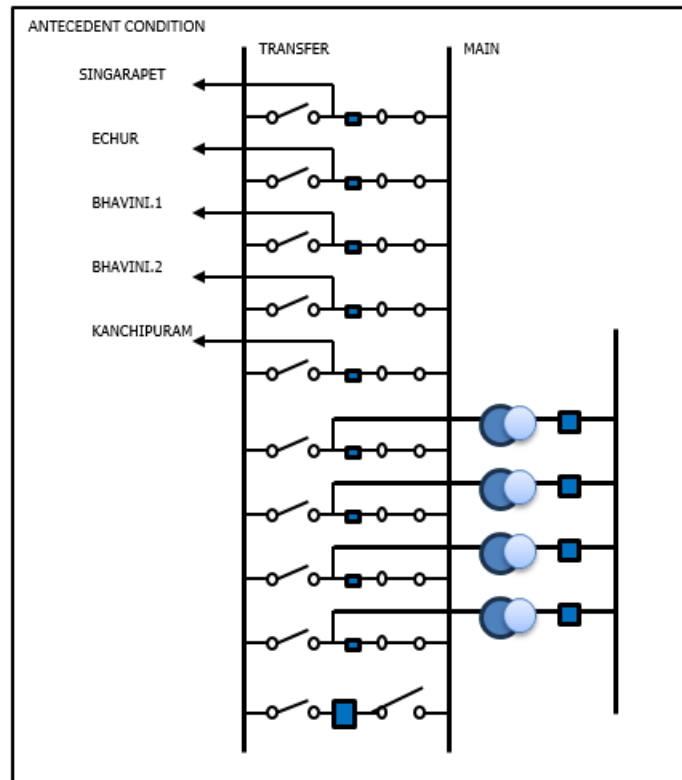 ANTECEDENT CONDITION
TRANSFER
MAIN
SINGARAPET
ECHUR
BHAVINI.1
BHAVINI.2
KANCHIPURAM